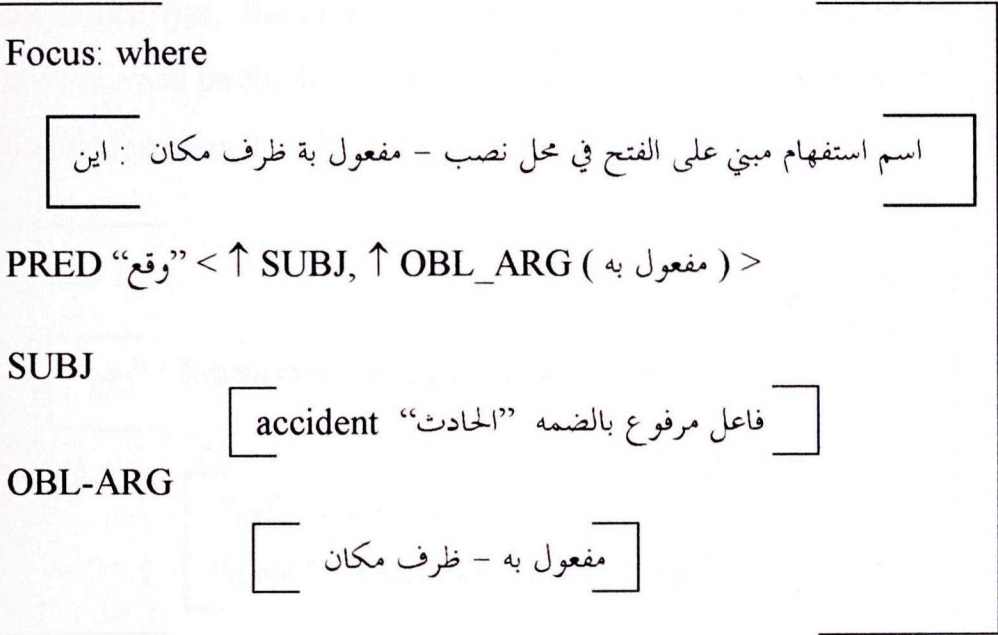 Focus: where
اسم استفهام مبني على الفتح في محل نصب – مفعول بة ظرف مكان : اين
PRED “وقع” < ↑ SUBJ, ↑ OBL_ARG ( مفعول به ) >
SUBJ
فاعل مرفوع بالضمه “الحادث” accident
OBL-ARG
مفعول به – ظرف مكان